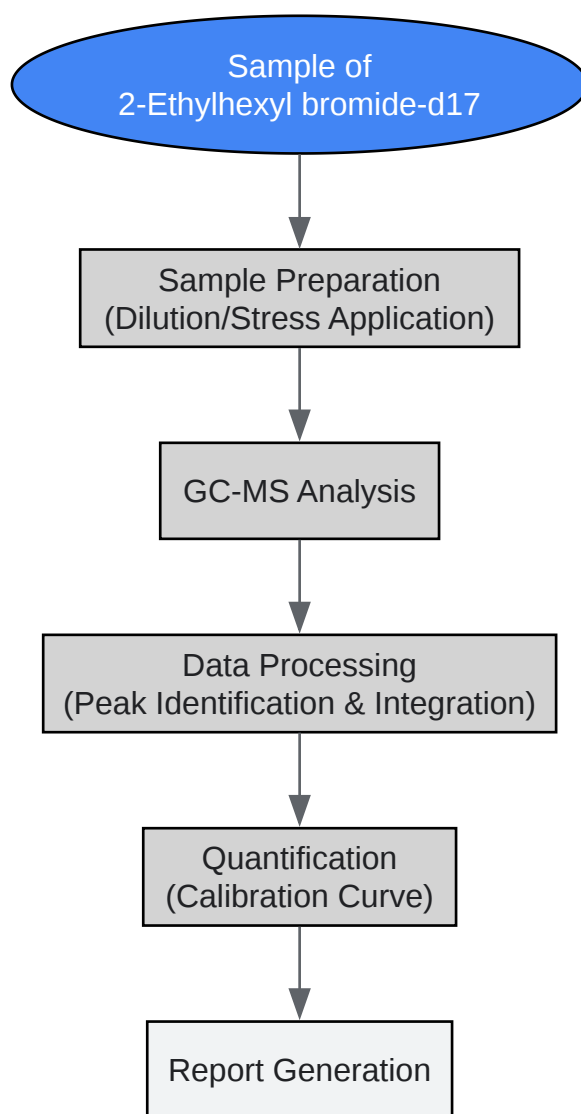 Sample of
2-Ethylhexyl bromide-d17
Sample Preparation
(Dilution/Stress Application)
GC-MS Analysis
Data Processing
(Peak Identification & Integration)
Quantification
(Calibration Curve)
Report Generation